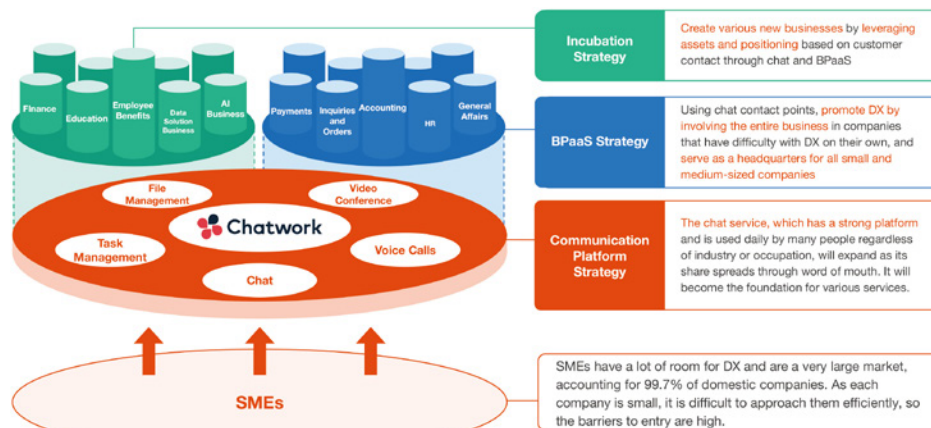 Finance
Education
Employee
Benefits
Data
Solution
Business
AI
Business
Payments
Inquiries
and
Orders
Accounting
HR
General
Affairs
Incubation
Strategy
Create various new businesses by leveraging
assets and positioning based on customer
contact through chat and BPaaS
BPaaS Strategy
Using chat contact points, promote DX by
involving the entire business in companies
that have difficulty with DX on their own, and
serve as a headquarters for all small and
medium-sized companies
File
Management
Video
Conference
Chatwork
Task
Management
Voice Calls
Chat
Communication
Platform
Strategy
The chat service, which has a strong platform
and is used daily by many people regardless
of industry or occupation, will expand as its
share spreads through word of mouth. It will
become the foundation for various services.
SMEs
SMEs have a lot of room for DX and are a very large market,
accounting for 99.7% of domestic companies. As each
company is small, it is difficult to approach them efficiently, so
the barriers to entry are high.